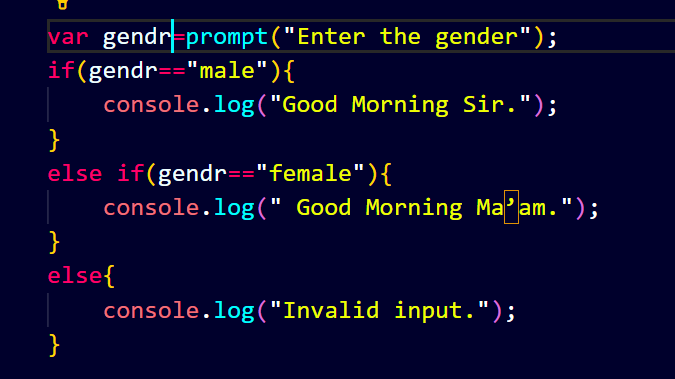 var gendr=prompt("Enter the gender");
if(gendr=="male"){
    console.log("Good Morning Sir.");
}
else if(gendr=="female"){
    console.log(" Good Morning Ma’am.");
}
else{
    console.log("Invalid input.");
}